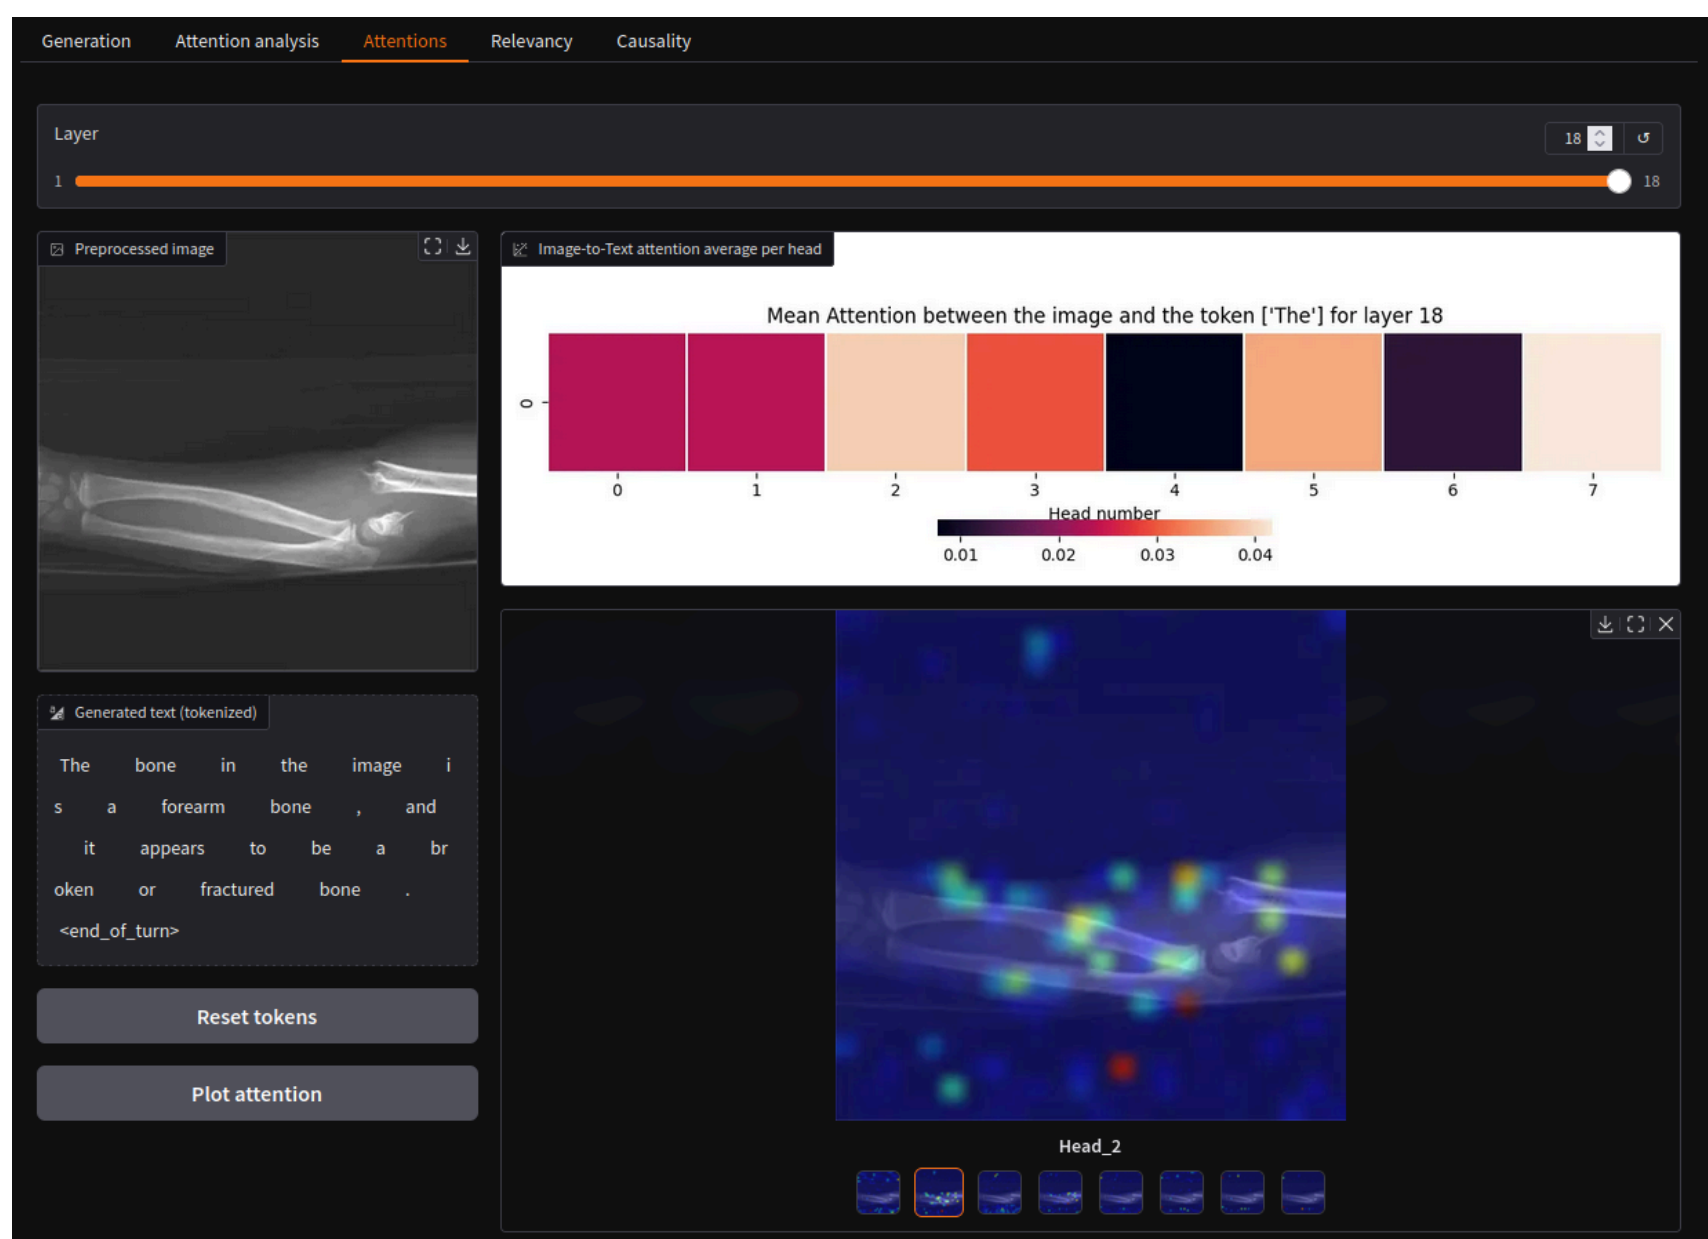 Generation Attention analysis Attentions Relevancy Causality
Layer
18
1 18
Preprocessed image
Image-to-Text attention average per head
Mean Attention between the image and the token ['The'] for layer 18
0
0 1 2 3 4 5 6 7
Head number
0.01 0.02 0.03 0.04
Generated text (tokenized)
The bone in the image i
s a forearm bone , and
it appears to be a br
oken or fractured bone .
<end_of_turn>
Reset tokens
Plot attention
Head_2